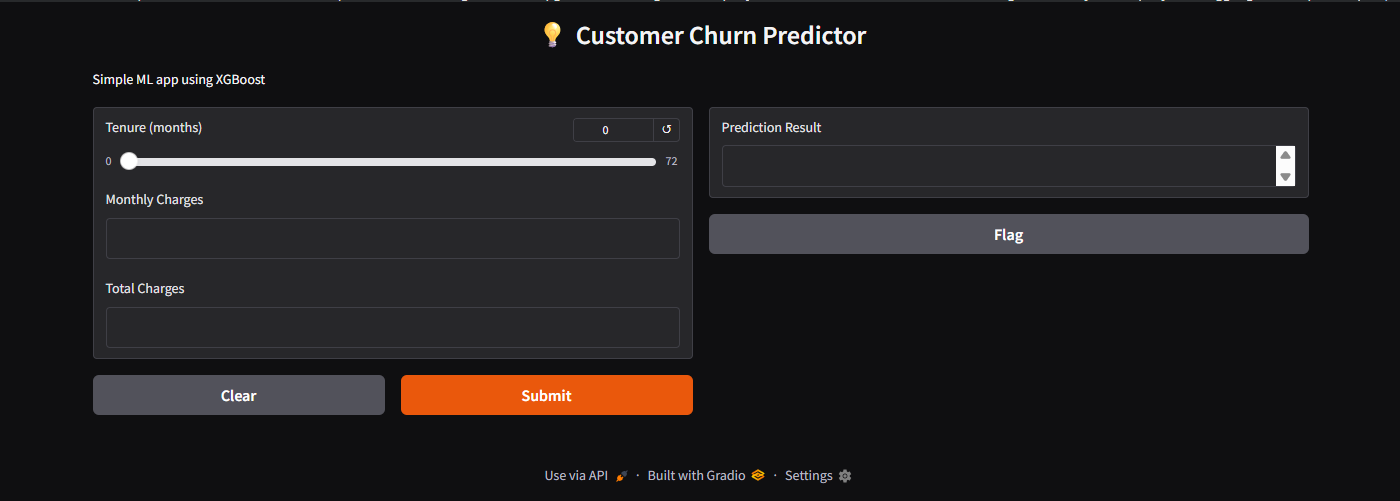 Customer Churn Predictor
Simple ML app using XGBoost
Tenure (months)
0
0
72
Monthly Charges
Total Charges
Clear
Submit
Prediction Result
Flag
Use via API · Built with Gradio · Settings